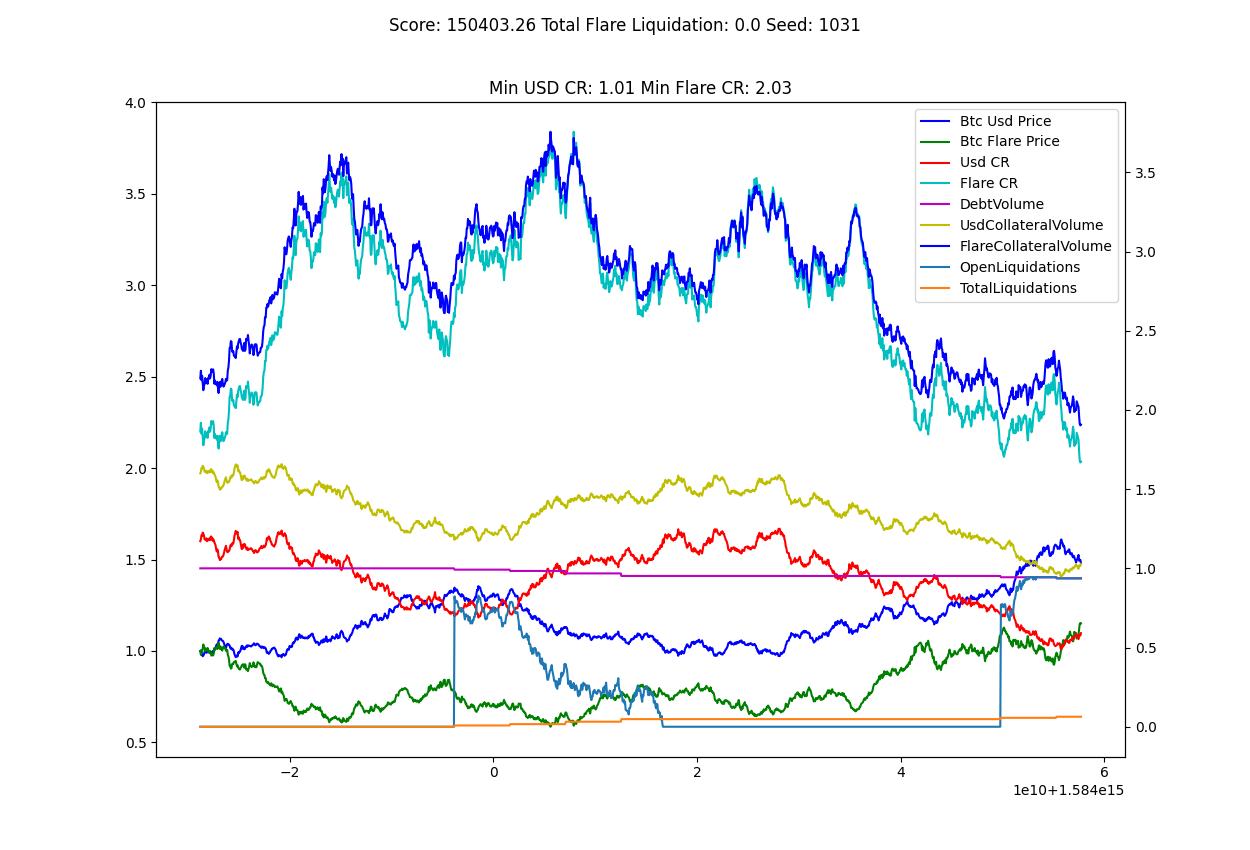 Score: 150403.26 Total Flare Liquidation: 0.0 Seed: 1031
Min USD CR: 1.01 Min Flare CR: 2.03
4.0
3.5
3.0
2.5
2.0
1.5
1.0
0.5
Btc Usd Price
Btc Flare Price
Usd CR
Flare CR
DebtVolume
UsdCollateralVolume
FlareCollateralVolume
OpenLiquidations
TotalLiquidations
3.5
3.0
2.5
2.0
1.5
1.0
0.5
0.0
−2 0 2 4 6
1e10+1.584e15